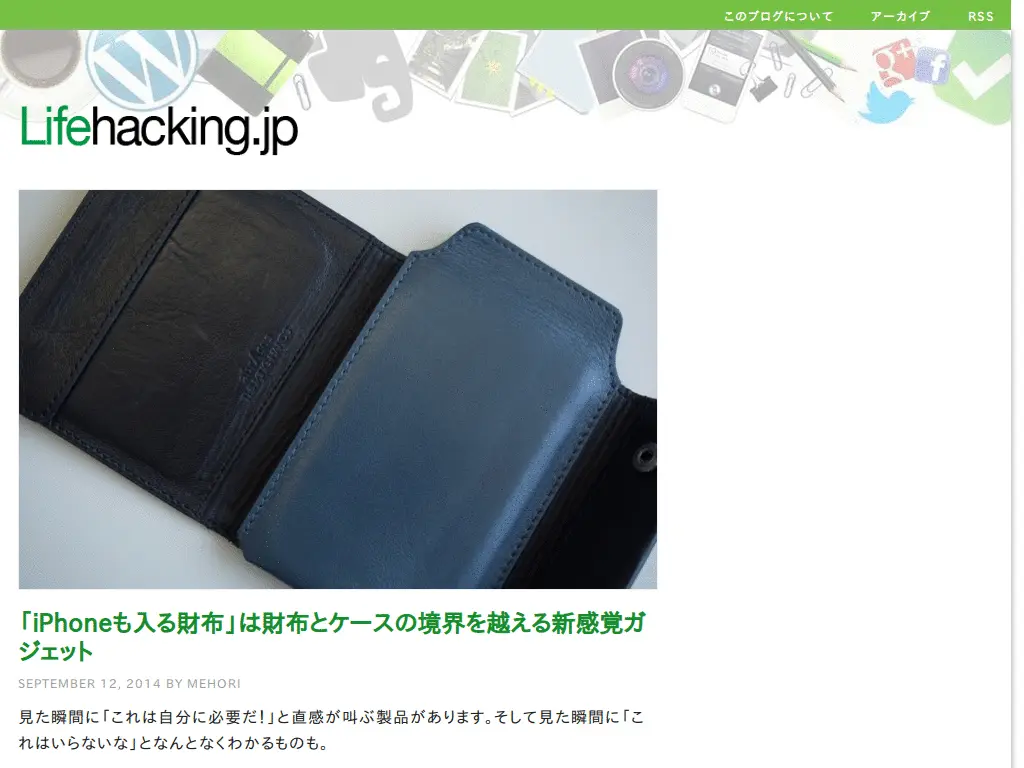 このブログについて
アーカイブ
RSS
Lifehacking.jp
「iPhoneも入る財布」は財布とケースの境界を越える新感覚ガ
ジェット
SEPTEMBER 12, 2014 BY MEHORI
見た瞬間に「これは自分に必要だ!」と直感が叫ぶ製品があります。そして見た瞬間に「こ
れはいらないな」となんとなくわかるものも。